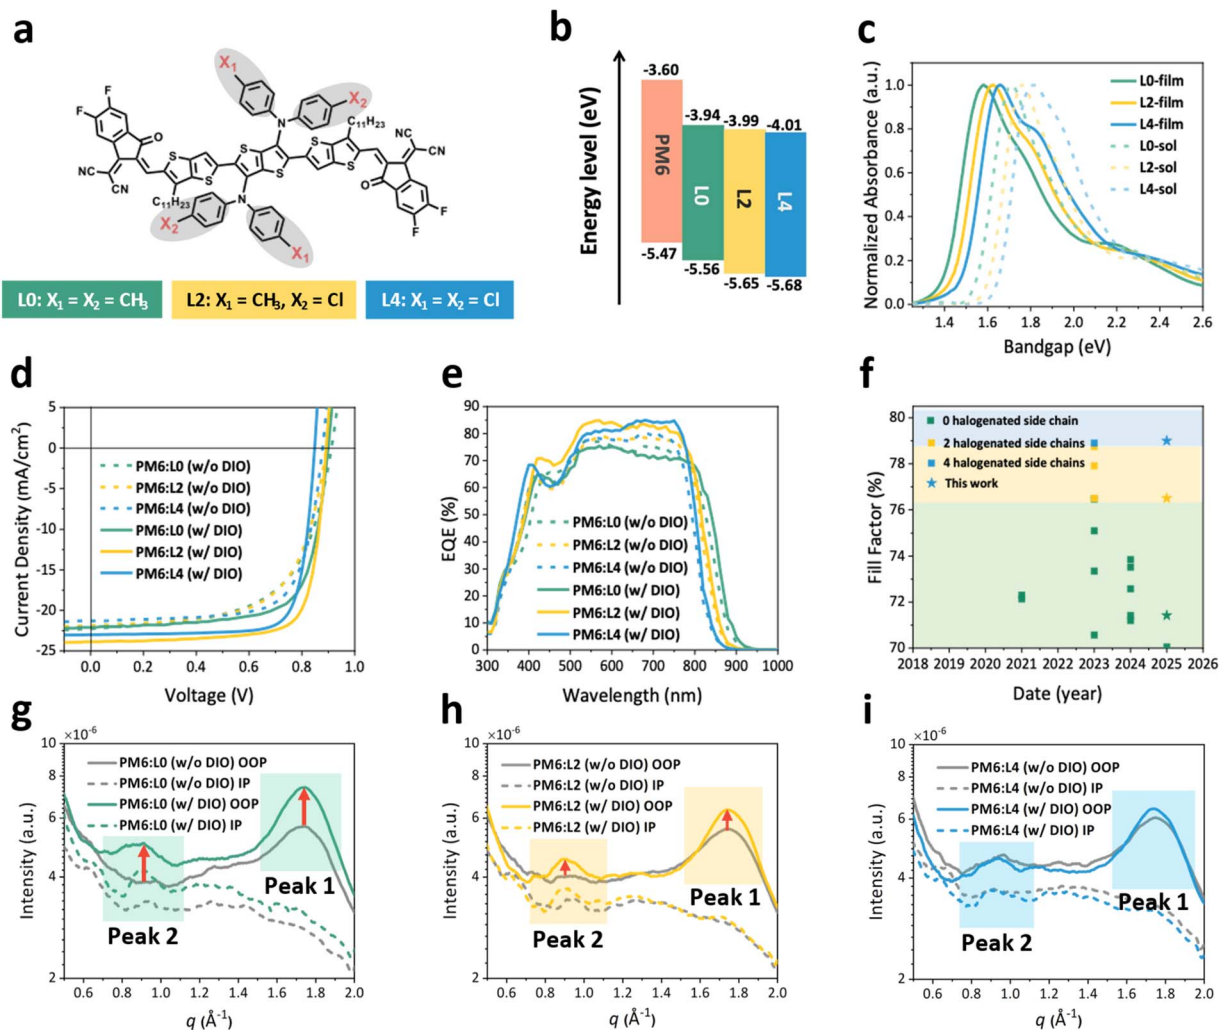 a
X₁
X₂
F
F
O
N
C₁₁H₂₃
NC
CN
NC
CN
S
S
S
S
S
S
C₁₁H₂₃
N
O
CN
CN
F
F
X₂
X₁
L0: X₁ = X₂ = CH₃
L2: X₁ = CH₃, X₂ = Cl
L4: X₁ = X₂ = Cl
b
Energy level (eV)
-3.60
-3.94
-3.99
-4.01
PM6
L0
L2
L4
-5.47
-5.56
-5.65
-5.68
c
Normalized Absorbance (a.u.)
1.0
0.8
0.6
0.4
0.2
0.0
L0-film
L2-film
L4-film
L0-sol
L2-sol
L4-sol
1.4 1.6 1.8 2.0 2.2 2.4 2.6
Bandgap (eV)
d
Current Density (mA/cm²)
5
0
-5
-10
-15
-20
-25
PM6:L0 (w/o DIO)
PM6:L2 (w/o DIO)
PM6:L4 (w/o DIO)
PM6:L0 (w/ DIO)
PM6:L2 (w/ DIO)
PM6:L4 (w/ DIO)
0.0 0.2 0.4 0.6 0.8 1.0
Voltage (V)
e
EQE (%)
90
80
70
60
50
40
30
20
10
0
PM6:L0 (w/o DIO)
PM6:L2 (w/o DIO)
PM6:L4 (w/o DIO)
PM6:L0 (w/ DIO)
PM6:L2 (w/ DIO)
PM6:L4 (w/ DIO)
300 400 500 600 700 800 900 1000
Wavelength (nm)
f
Fill Factor (%)
80
78
76
74
72
70
0 halogenated side chain
2 halogenated side chains
4 halogenated side chains
This work
2018 2019 2020 2021 2022 2023 2024 2025 2026
Date (year)
g
×10⁻⁶
Intensity (a.u.)
10
8
6
4
2
PM6:L0 (w/o DIO) OOP
PM6:L0 (w/o DIO) IP
PM6:L0 (w/ DIO) OOP
PM6:L0 (w/ DIO) IP
Peak 1
Peak 2
0.6 0.8 1.0 1.2 1.4 1.6 1.8 2.0
q (Å⁻¹)
h
×10⁻⁶
Intensity (a.u.)
10
8
6
4
2
PM6:L2 (w/o DIO) OOP
PM6:L2 (w/o DIO) IP
PM6:L2 (w/ DIO) OOP
PM6:L2 (w/ DIO) IP
Peak 1
Peak 2
0.6 0.8 1.0 1.2 1.4 1.6 1.8 2.0
q (Å⁻¹)
i
×10⁻⁶
Intensity (a.u.)
10
8
6
4
2
PM6:L4 (w/o DIO) OOP
PM6:L4 (w/o DIO) IP
PM6:L4 (w/ DIO) OOP
PM6:L4 (w/ DIO) IP
Peak 1
Peak 2
0.6 0.8 1.0 1.2 1.4 1.6 1.8 2.0
q (Å⁻¹)